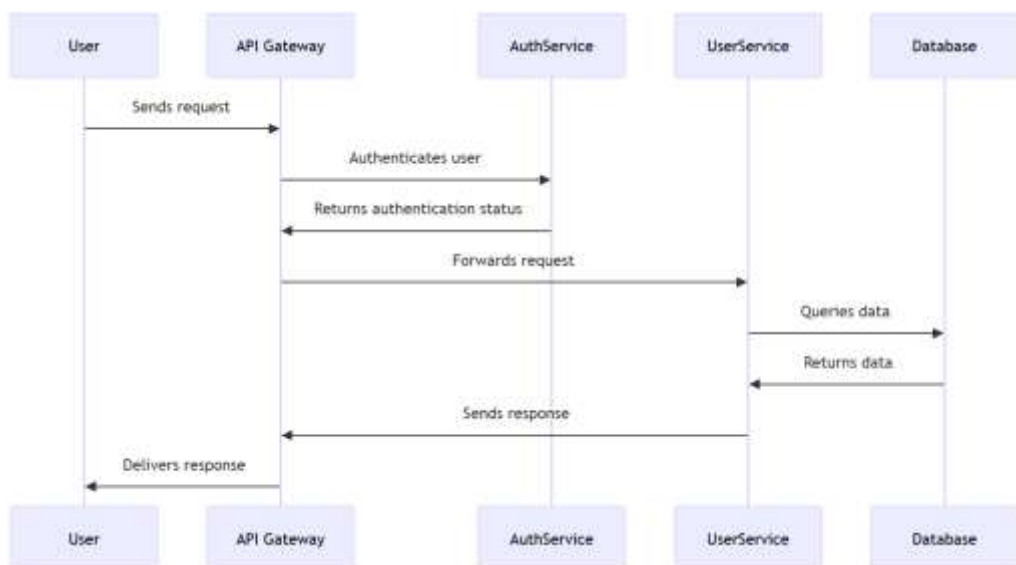 User
API Gateway
AuthService
UserService
Database
Sends request
Authenticates user
Returns authentication status
Forwards request
Queries data
Returns data
Sends response
Delivers response
User
API Gateway
AuthService
UserService
Database